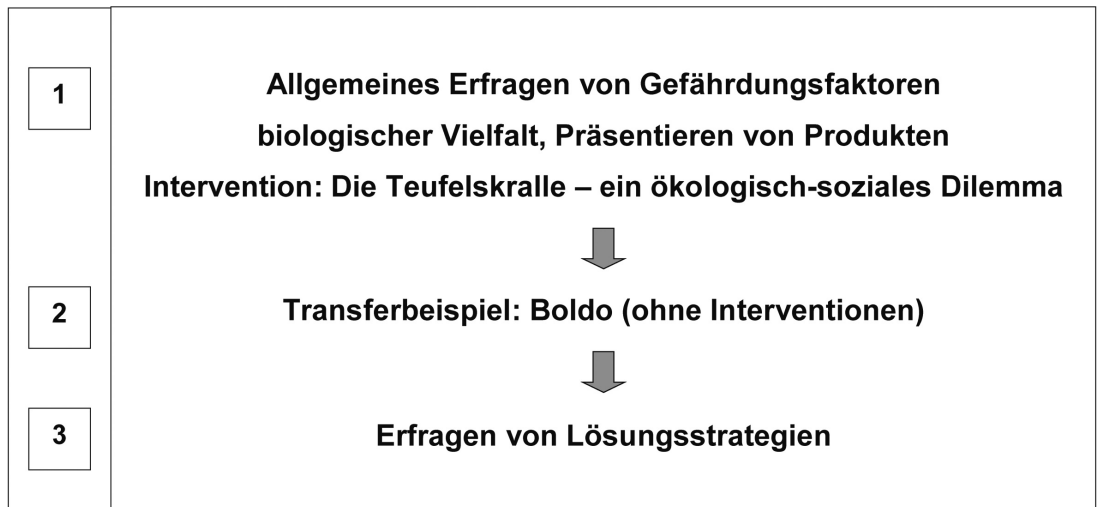 1
Allgemeines Erfragen von Gefährdungsfaktoren
biologischer Vielfalt, Präsentieren von Produkten
Intervention: Die Teufelskralle – ein ökologisch-soziales Dilemma
2
Transferbeispiel: Boldo (ohne Interventionen)
3
Erfragen von Lösungsstrategien